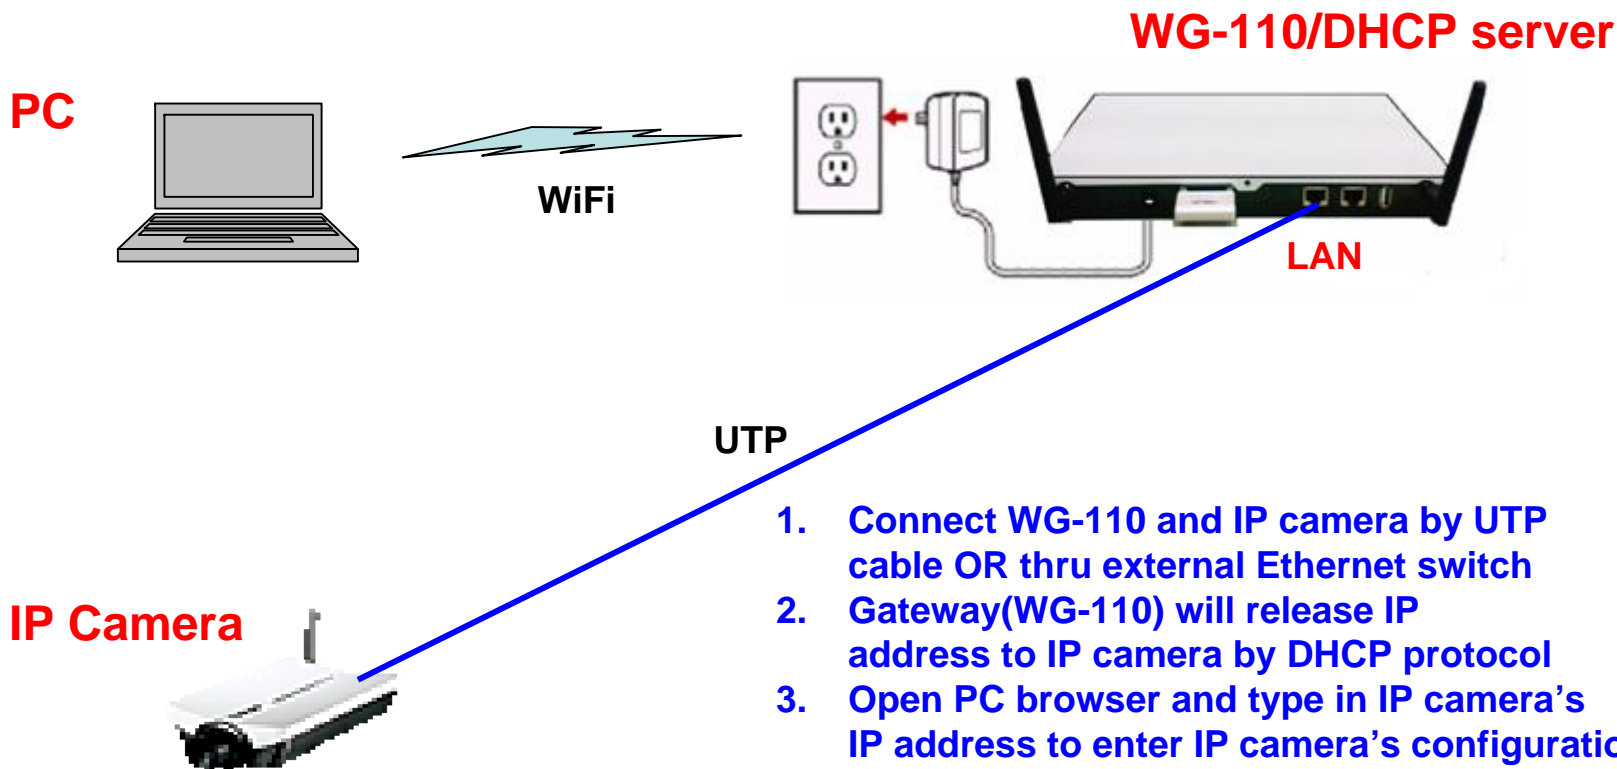 WG-110/DHCP server
PC
WiFi
LAN
UTP
1. Connect WG-110 and IP camera by UTP
cable OR thru external Ethernet switch
2. Gateway(WG-110) will release IP
address to IP camera by DHCP protocol
3. Open PC browser and type in IP camera’s
IP address to enter IP camera’s configuratio
IP Camera